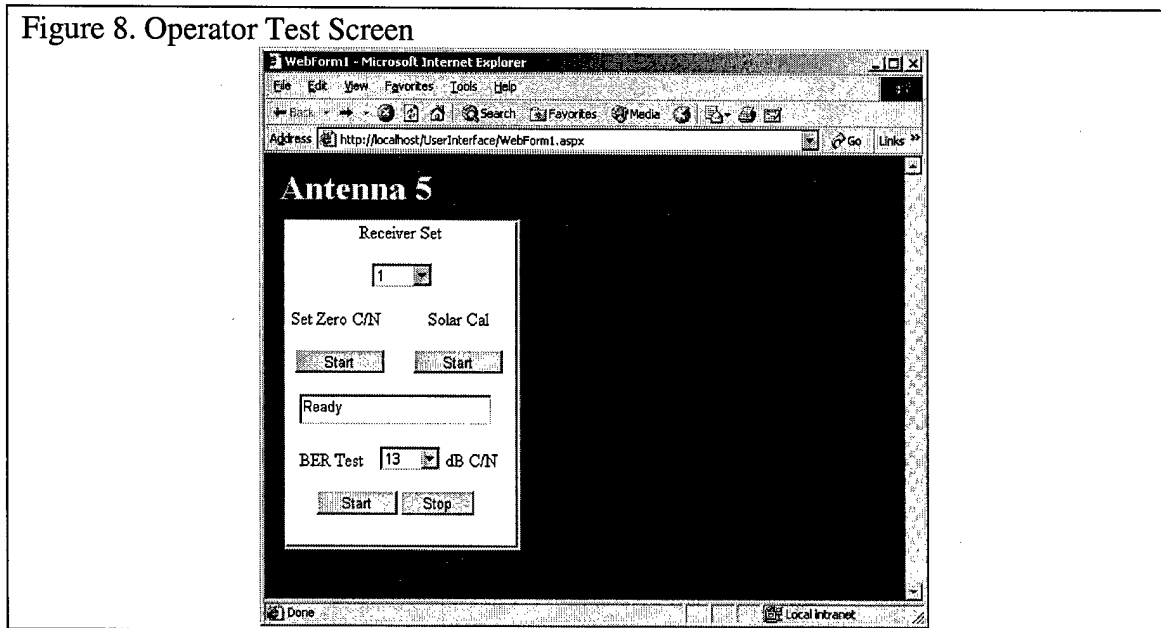 Figure 8. Operator Test Screen
WebForm1 - Microsoft Internet Explorer
File Edit View Favorites Tools Help
Back Search Favorites Media
Address http://localhost/UserInterface/WebForm1.aspx Go Links »
Antenna 5
Receiver Set
1
Set Zero C/N Solar Cal
Start Start
Ready
BER Test 13 dB C/N
Start Stop
Done Local intranet